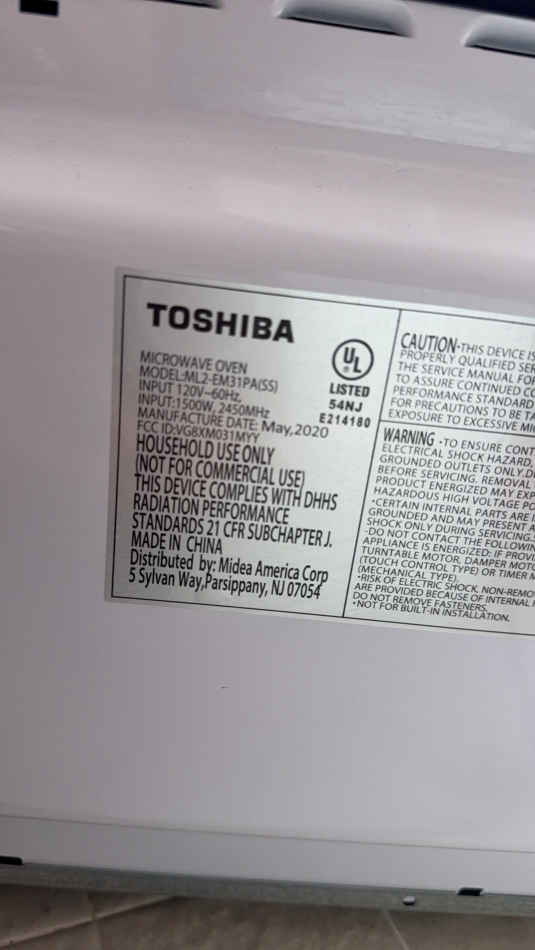 TOSHIBA
MICROWAVE OVEN
MODEL:ML2-EM31PA(SS)
INPUT: 120V~60Hz,
INPUT:1500W, 2450MHz
MANUFACTURE DATE: May,2020
FCC ID:VG8XM031MYY
HOUSEHOLD USE ONLY
(NOT FOR COMMERCIAL USE)
THIS DEVICE COMPLIES WITH DHHS
RADIATION PERFORMANCE
STANDARDS 21 CFR SUBCHAPTER J.
MADE IN CHINA
Distributed by: Midea America Corp
5 Sylvan Way,Parsippany, NJ 07054
UL
LISTED
54NJ
E214180
CAUTION•THIS DEVICE IS
PROPERLY QUALIFIED
THE SERVICE MANUAL FOR
TO ASSURE CONTINUED
PERFORMANCE
FOR PRECAUTIONS TO BE
EXPOSURE TO EXCESSIVE
WARNING •TO ENSURE
ELECTRICAL SHOCK HAZARD,
GROUNDED OUTLETS ONLY.
BEFORE SERVICING. REMOVAL
PRODUCT ENERGIZED MAY
HAZARDOUS HIGH VOLTAGE
•CERTAIN INTERNAL PARTS ARE
GROUNDED AND MAY PRESENT A
SHOCK ONLY DURING SERVICING.
-DO NOT CONTACT THE
APPLIANCE IS ENERGIZED: IF
TURNTABLE MOTOR, DAMPER
(TOUCH CONTROL TYPE) OR TIMER
(MECHANICAL TYPE).
•RISK OF ELECTRIC SHOCK,
ARE PROVIDED BECAUSE OF INTERNAL
DO NOT REMOVE FASTENERS.
•NOT FOR BUILT-IN INSTALLATION.